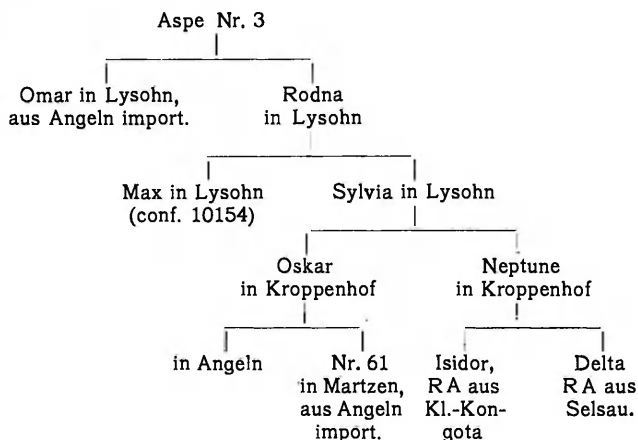 Aspe Nr. 3
Omar in Lysohn,
aus Angeln import.
Rodna
in Lysohn
Max in Lysohn
(conf. 10154)
Sylvia in Lysohn
Oskar
in Kroppenhof
Neptune
in Kroppenhof
in Angeln
Nr. 61
in Martzen,
aus Angeln
import.
Isidor,
RA aus
Kl.-Kon-
gota
Delta
RA aus
Selsau.